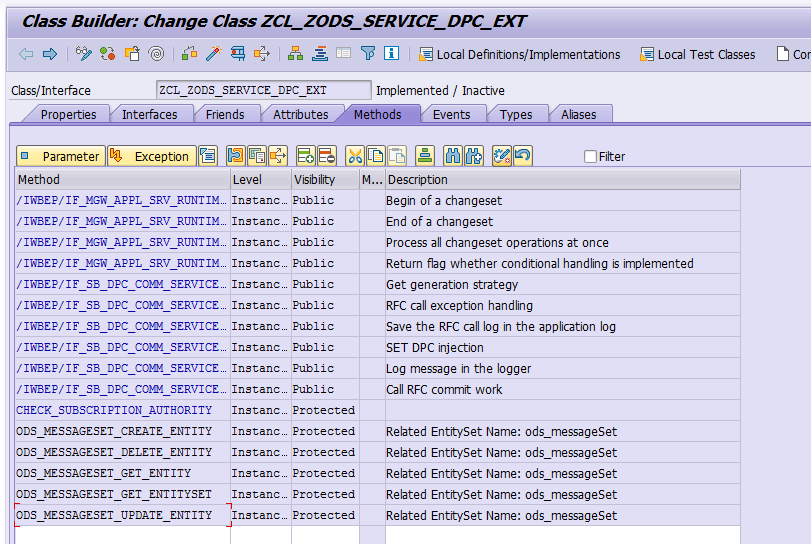 Class Builder: Change Class ZCL_ZODS_SERVICE_DPC_EXT
Local Definitions/Implementations Local Test Classes Con
Class/Interface ZCL_ZODS_SERVICE_DPC_EXT Implemented / Inactive
Properties Interfaces Friends Attributes Methods Events Types Aliases
Parameter Exception Filter
Method Level Visibility M... Description
/IWBEP/IF_MGW_APPL_SRV_RUNTIM... Instanc... Public Begin of a changeset
/IWBEP/IF_MGW_APPL_SRV_RUNTIM... Instanc... Public End of a changeset
/IWBEP/IF_MGW_APPL_SRV_RUNTIM... Instanc... Public Process all changeset operations at once
/IWBEP/IF_MGW_APPL_SRV_RUNTIM... Instanc... Public Return flag whether conditional handling is implemented
/IWBEP/IF_SB_DPC_COMM_SERVICE... Instanc... Public Get generation strategy
/IWBEP/IF_SB_DPC_COMM_SERVICE... Instanc... Public RFC call exception handling
/IWBEP/IF_SB_DPC_COMM_SERVICE... Instanc... Public Save the RFC call log in the application log
/IWBEP/IF_SB_DPC_COMM_SERVICE... Instanc... Public SET DPC injection
/IWBEP/IF_SB_DPC_COMM_SERVICE... Instanc... Public Log message in the logger
/IWBEP/IF_SB_DPC_COMM_SERVICE... Instanc... Public Call RFC commit work
CHECK_SUBSCRIPTION_AUTHORITY Instanc... Protected
ODS_MESSAGESET_CREATE_ENTITY Instanc... Protected Related EntitySet Name: ods_messageSet
ODS_MESSAGESET_DELETE_ENTITY Instanc... Protected Related EntitySet Name: ods_messageSet
ODS_MESSAGESET_GET_ENTITY Instanc... Protected Related EntitySet Name: ods_messageSet
ODS_MESSAGESET_GET_ENTITYSET Instanc... Protected Related EntitySet Name: ods_messageSet
ODS_MESSAGESET_UPDATE_ENTITY Instanc... Protected Related EntitySet Name: ods_messageSet